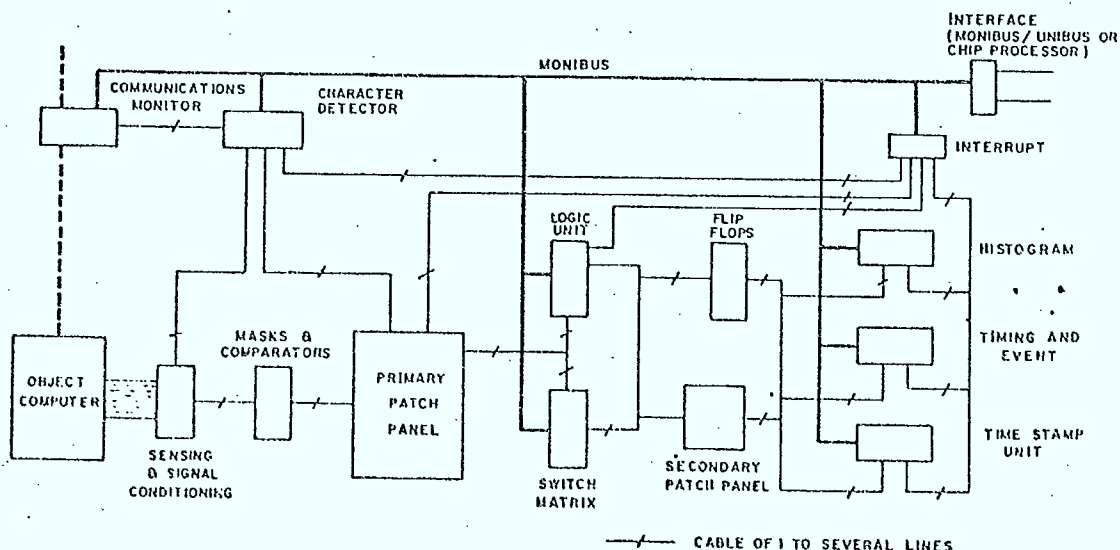 INTERFACE
(MONIBUS/UNIBUS OR
CHIP PROCESSOR)
MONIBUS
COMMUNICATIONS
MONITOR
CHARACTER
DETECTOR
INTERRUPT
LOGIC
UNIT
FLIP
FLOPS
HISTOGRAM
MASKS &
COMPARATORS
TIMING AND
EVENT
OBJECT
COMPUTER
PRIMARY
PATCH
PANEL
TIME STAMP
UNIT
SENSING
& SIGNAL
CONDITIONING
SWITCH
MATRIX
SECONDARY
PATCH PANEL
CABLE OF 1 TO SEVERAL LINES